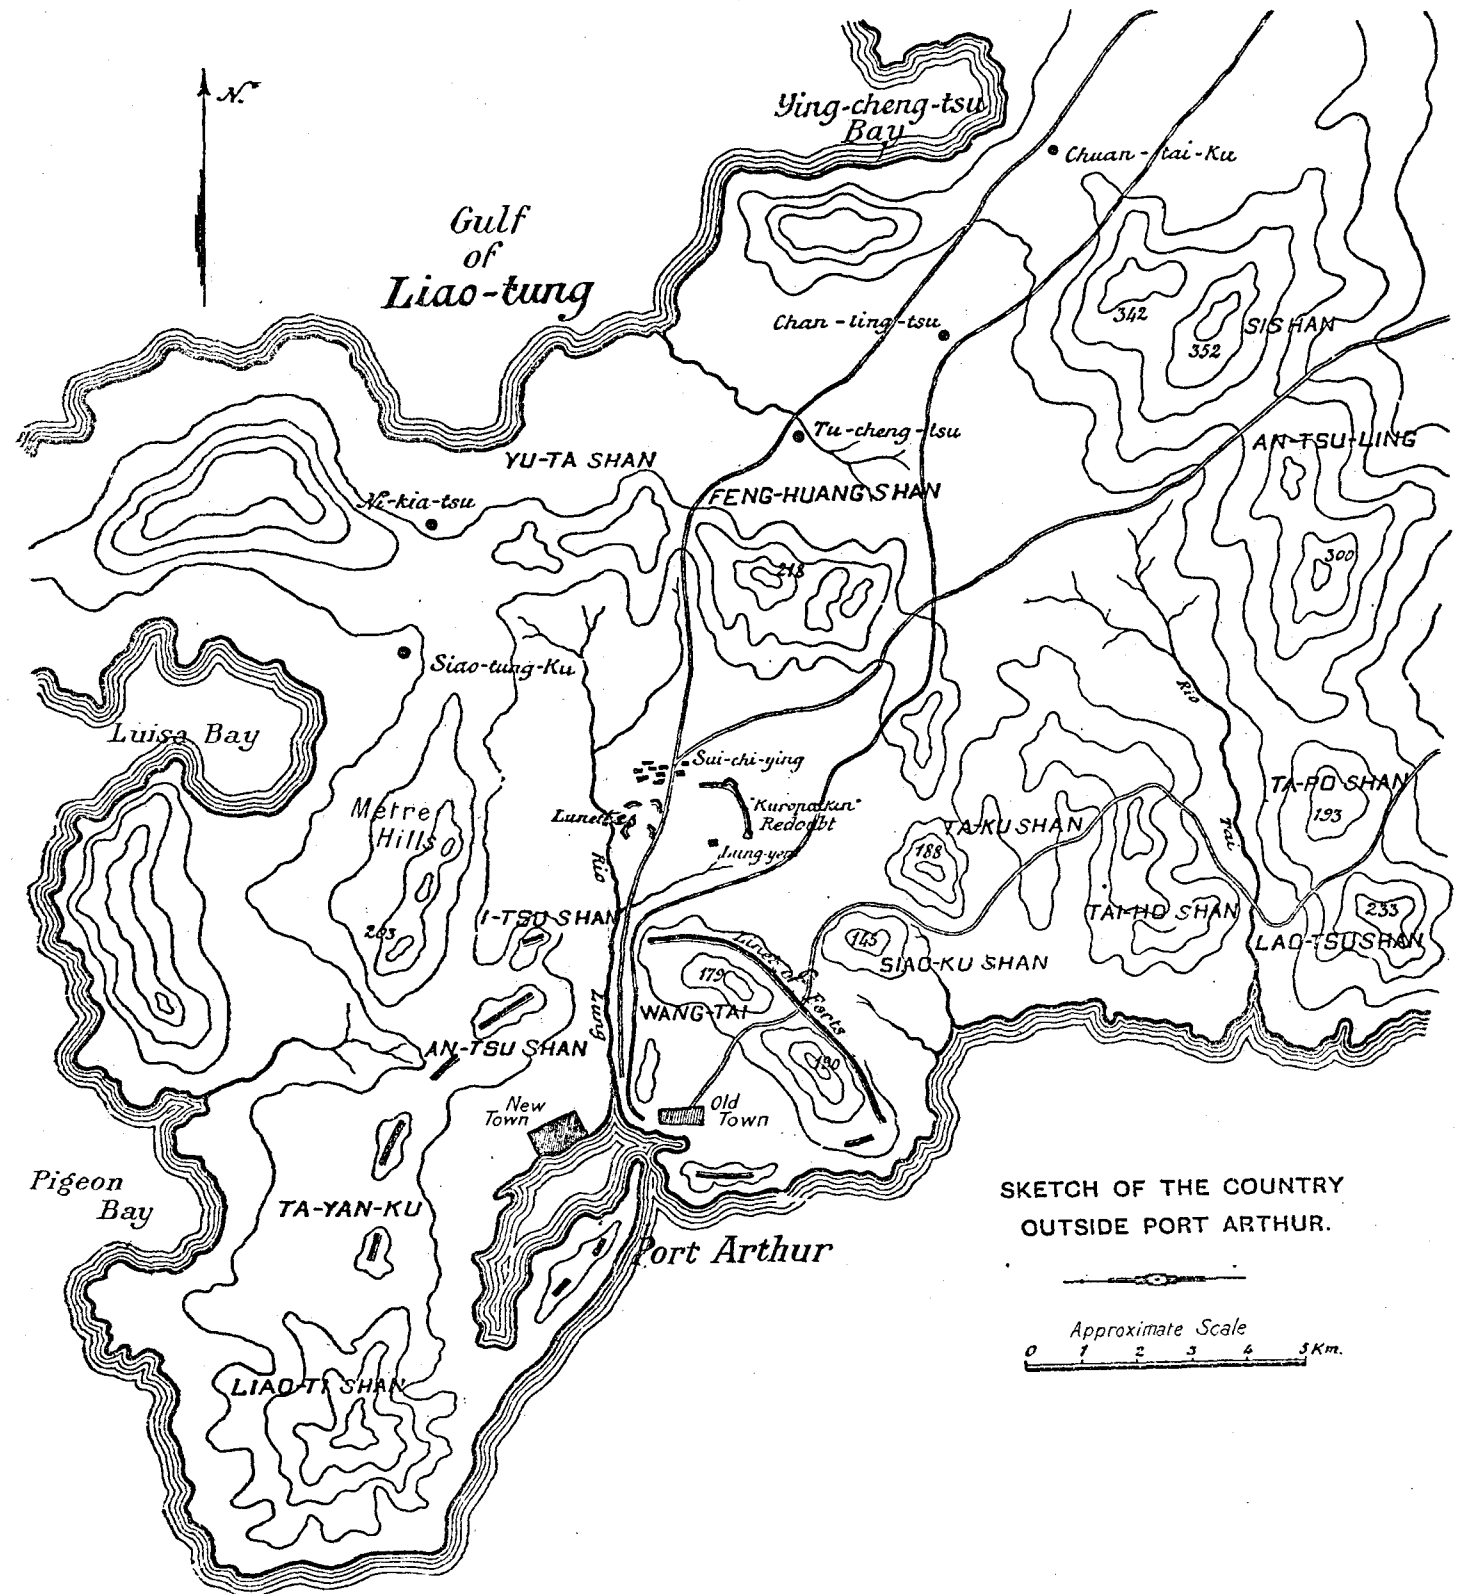 N.
Ying-cheng-tsu
Bay
Chuan-tai-Ku
Gulf
of
Liao-tung
342
352
SISHAN
Chan-ling-tsu
Tu-cheng-tsu
AN-TSU-LING
YU-TA SHAN
Ni-kia-tsu
FENG-HUANG SHAN
218
300
Siao-tung-Ku
Rio
Luisa Bay
Sui-chi-ying
TA-PO SHAN
193
Metre
Hills
"Kuropatkin"
Redoubt
Lunettes
TA-KU SHAN
Tai
Lung-yen
188
Rio
I-TSU SHAN
203
TAI-HO SHAN
233
LAO-TSU SHAN
145
SIAO-KU SHAN
Line of Forts
179
WANG-TAI
Lung
AN-TSU SHAN
190
New
Town
Old
Town
Pigeon
Bay
TA-YAN-KU
Port Arthur
SKETCH OF THE COUNTRY
OUTSIDE PORT ARTHUR.
Approximate Scale
0 1 2 3 4 5 Km.
LIAO-TI SHAN